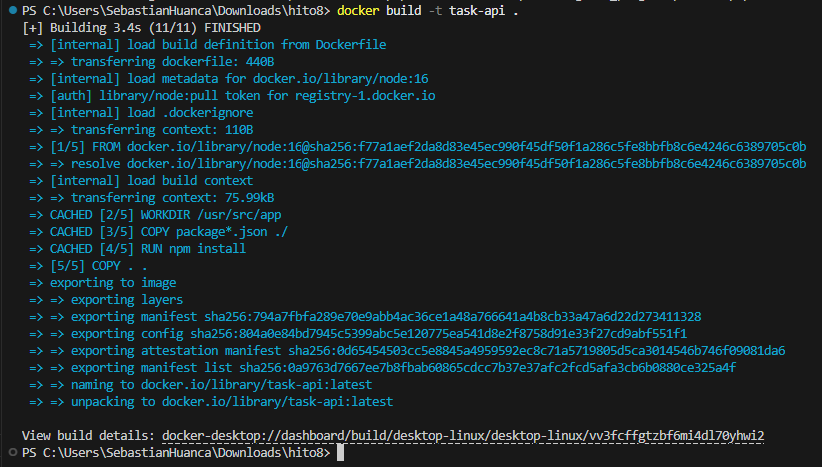 PS C:\Users\SebastianHuanca\Downloads\hito8> docker build -t task-api .
[+] Building 3.4s (11/11) FINISHED
=> [internal] load build definition from Dockerfile
=> => transferring dockerfile: 440B
=> [internal] load metadata for docker.io/library/node:16
=> [auth] library/node:pull token for registry-1.docker.io
=> [internal] load .dockerignore
=> => transferring context: 110B
=> [1/5] FROM docker.io/library/node:16@sha256:f77a1aef2da8d83e45ec990f45df50f1a286c5fe8bbfb8c6e4246c6389705c0b
=> => resolve docker.io/library/node:16@sha256:f77a1aef2da8d83e45ec990f45df50f1a286c5fe8bbfb8c6e4246c6389705c0b
=> [internal] load build context
=> => transferring context: 75.99kB
=> CACHED [2/5] WORKDIR /usr/src/app
=> CACHED [3/5] COPY package*.json ./
=> CACHED [4/5] RUN npm install
=> [5/5] COPY . .
=> exporting to image
=> => exporting layers
=> => exporting manifest sha256:794a7fbfa289e70e9abb4ac36ce1a48a766641a4b8cb33a47a6d22d273411328
=> => exporting config sha256:804a0e84bd7945c5399abc5e120775ea541d8e2f8758d91e33f27cd9abf551f1
=> => exporting attestation manifest sha256:0d65454503cc5e8845a4959592ec8c71a5719805d5ca3014546b746f09081da6
=> => exporting manifest list sha256:0a9763d7667ee7b8fbab60865cdcc7b37e37afc2fcd5afa3cb6b0880ce325a4f
=> => naming to docker.io/library/task-api:latest
=> => unpacking to docker.io/library/task-api:latest
View build details: docker-desktop://dashboard/build/desktop-linux/desktop-linux/vv3fcffgtzbf6mi4dl70yhwi2
PS C:\Users\SebastianHuanca\Downloads\hito8>